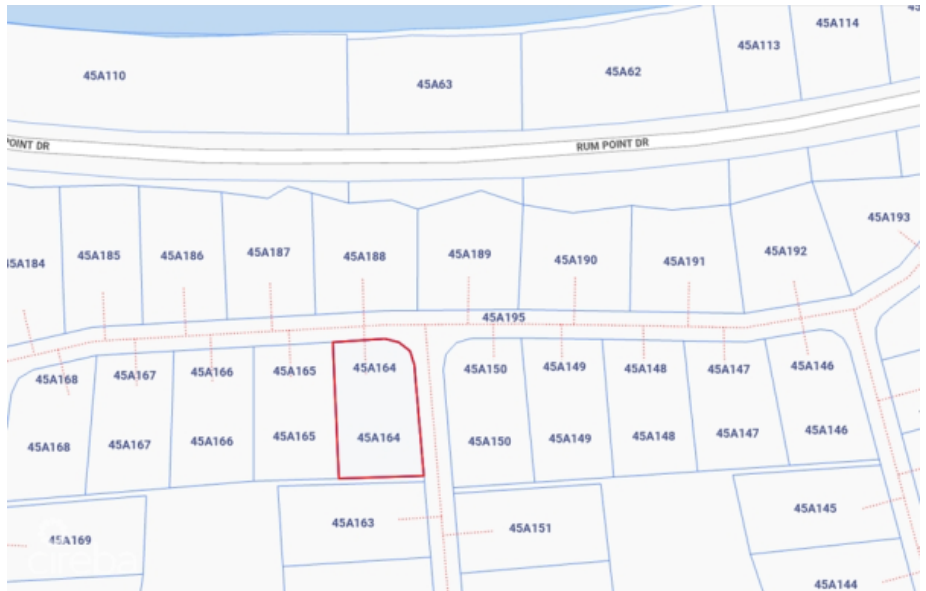 45A114
45A113
45A110
45A63
45A62
POINT DR
RUM POINT DR
45A193
45A184
45A185
45A186
45A187
45A188
45A189
45A190
45A191
45A192
45A195
45A168
45A167
45A166
45A165
45A164
45A150
45A149
45A148
45A147
45A146
45A168
45A167
45A166
45A165
45A164
45A150
45A149
45A148
45A147
45A146
45A169
45A163
45A151
45A145
45A144
cireba